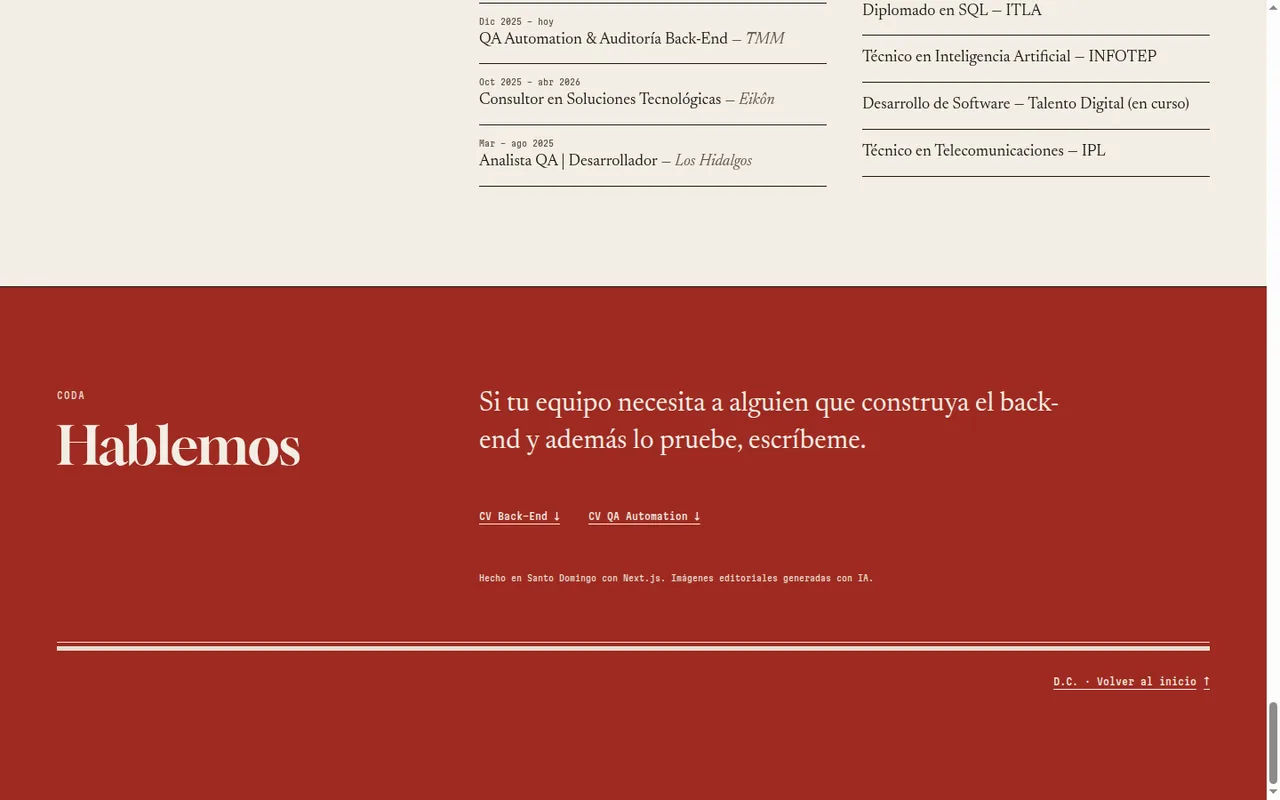 Dic 2025 – hoy
QA Automation & Auditoría Back-End — TMM
Oct 2025 – abr 2026
Consultor en Soluciones Tecnológicas — Eikôn
Mar – ago 2025
Analista QA | Desarrollador — Los Hidalgos
Diplomado en SQL — ITLA
Técnico en Inteligencia Artificial — INFOTEP
Desarrollo de Software — Talento Digital (en curso)
Técnico en Telecomunicaciones — IPL
CODA
Hablemos
Si tu equipo necesita a alguien que construya el back-
end y además lo pruebe, escríbeme.
CV Back-End ↓
CV QA Automation ↓
Hecho en Santo Domingo con Next.js. Imágenes editoriales generadas con IA.
D.C. · Volver al inicio ↑